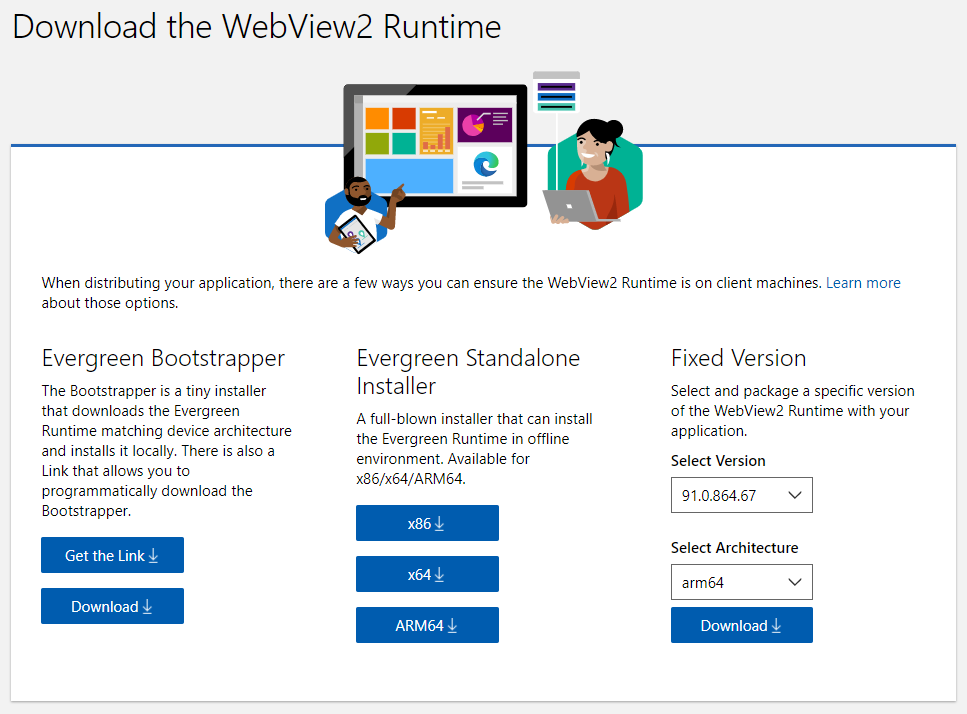 Download the WebView2 Runtime
When distributing your application, there are a few ways you can ensure the WebView2 Runtime is on client machines. Learn more
about those options.
Evergreen Bootstrapper
The Bootstrapper is a tiny installer
that downloads the Evergreen
Runtime matching device architecture
and installs it locally. There is also a
Link that allows you to
programmatically download the
Bootstrapper.
Get the Link
Download
Evergreen Standalone
Installer
A full-blown installer that can install
the Evergreen Runtime in offline
environment. Available for
x86/x64/ARM64.
x86
x64
ARM64
Fixed Version
Select and package a specific version
of the WebView2 Runtime with your
application.
Select Version
91.0.864.67
Select Architecture
arm64
Download